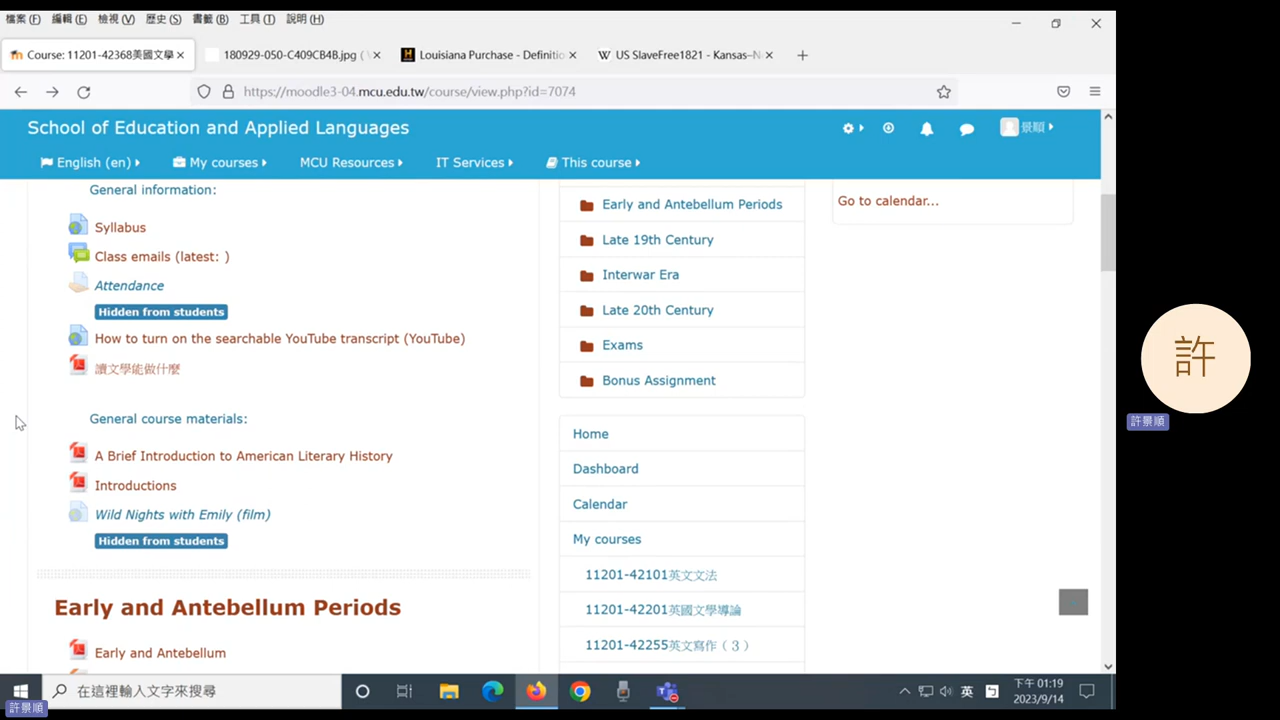 檔案(F) 編輯(E) 檢視(V) 歷史(S) 書籤(B) 工具(T) 說明(H)
Course: 11201-42368美國文學 180929-050-C409CB4B.jpg ( Louisiana Purchase - Definitio US SlaveFree1821 - Kansas–N
https://moodle3-04.mcu.edu.tw/course/view.php?id=7074
School of Education and Applied Languages
景順
English (en) My courses MCU Resources IT Services This course
General information:
Syllabus
Class emails (latest: )
Attendance
Hidden from students
How to turn on the searchable YouTube transcript (YouTube)
讀文學能做什麼
General course materials:
A Brief Introduction to American Literary History
Introductions
Wild Nights with Emily (film)
Hidden from students
Early and Antebellum Periods
Early and Antebellum
Early and Antebellum Periods
Late 19th Century
Interwar Era
Late 20th Century
Exams
Bonus Assignment
Home
Dashboard
Calendar
My courses
11201-42101英文文法
11201-42201英國文學導論
11201-42255英文寫作（3）
Go to calendar...
許
許景順
在這裡輸入文字來搜尋
英
下午 01:19
2023/9/14
許景順